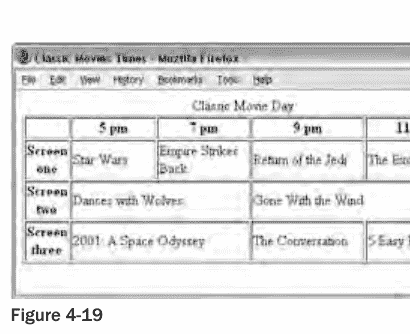 Classic Movies Times - Mozilla Firefox
File Edit View History Bookmarks Tools Help
Classic Movie Day
5 pm 7 pm 9 pm 11
Screen one Star Wars Empire Strikes Back Return of the Jedi The
Screen two Dances with Wolves Gone With the Wind
Screen three 2001: A Space Odyssey The Conversation 5 Easy
Figure 4-19